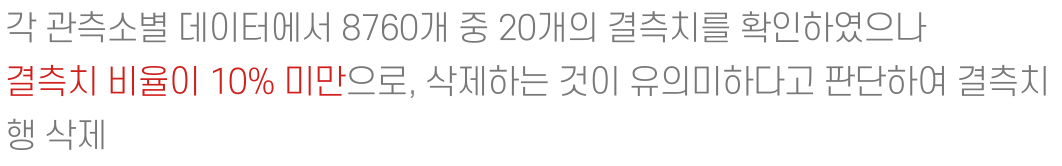 각 관측소별 데이터에서 8760개 중 20개의 결측치를 확인하였으나
결측치 비율이 10% 미만으로, 삭제하는 것이 유의미하다고 판단하여 결측치
행 삭제